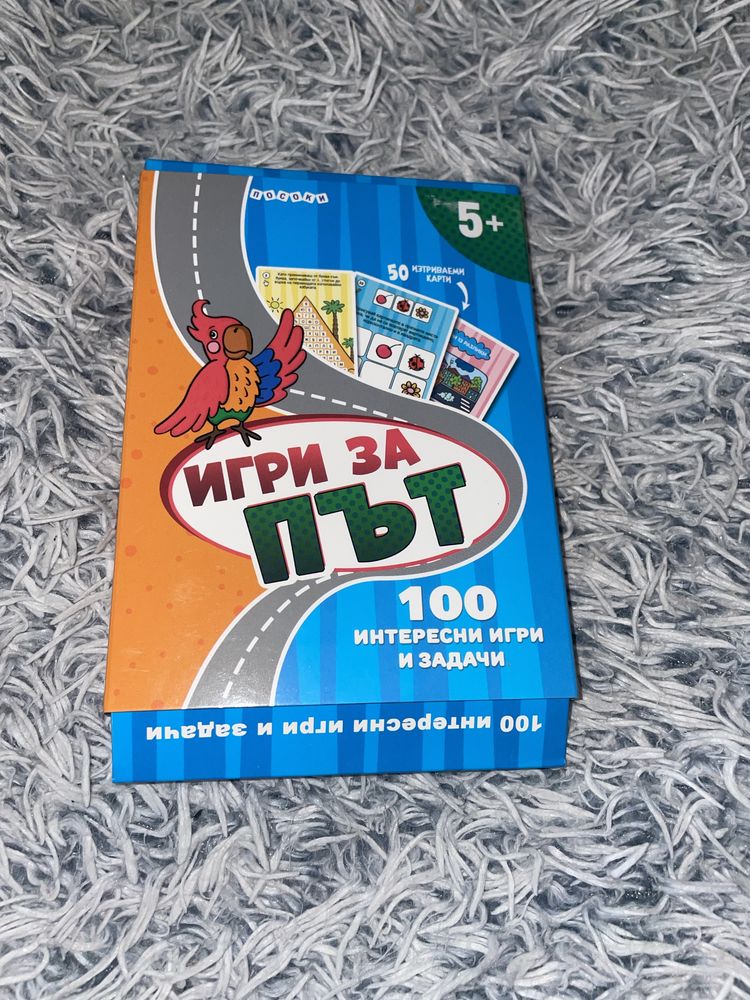 ПОСОКИ
5+
50 ИЗТРИВАЕМИ
КАРТИ
ИГРИ ЗА
ПЪТ
100
ИНТЕРЕСНИ ИГРИ
И ЗАДАЧИ
100 интересни игри и задачи